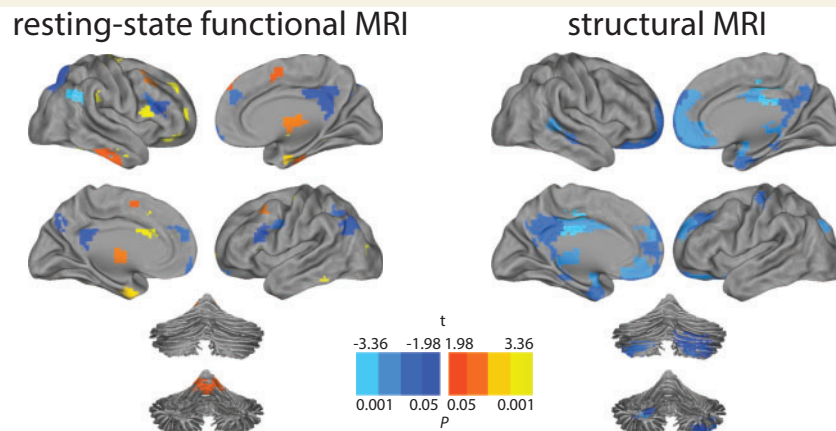 resting-state functional MRI structural MRI
t
-3.36 -1.98 1.98 3.36
0.001 0.05 0.05 0.001
P